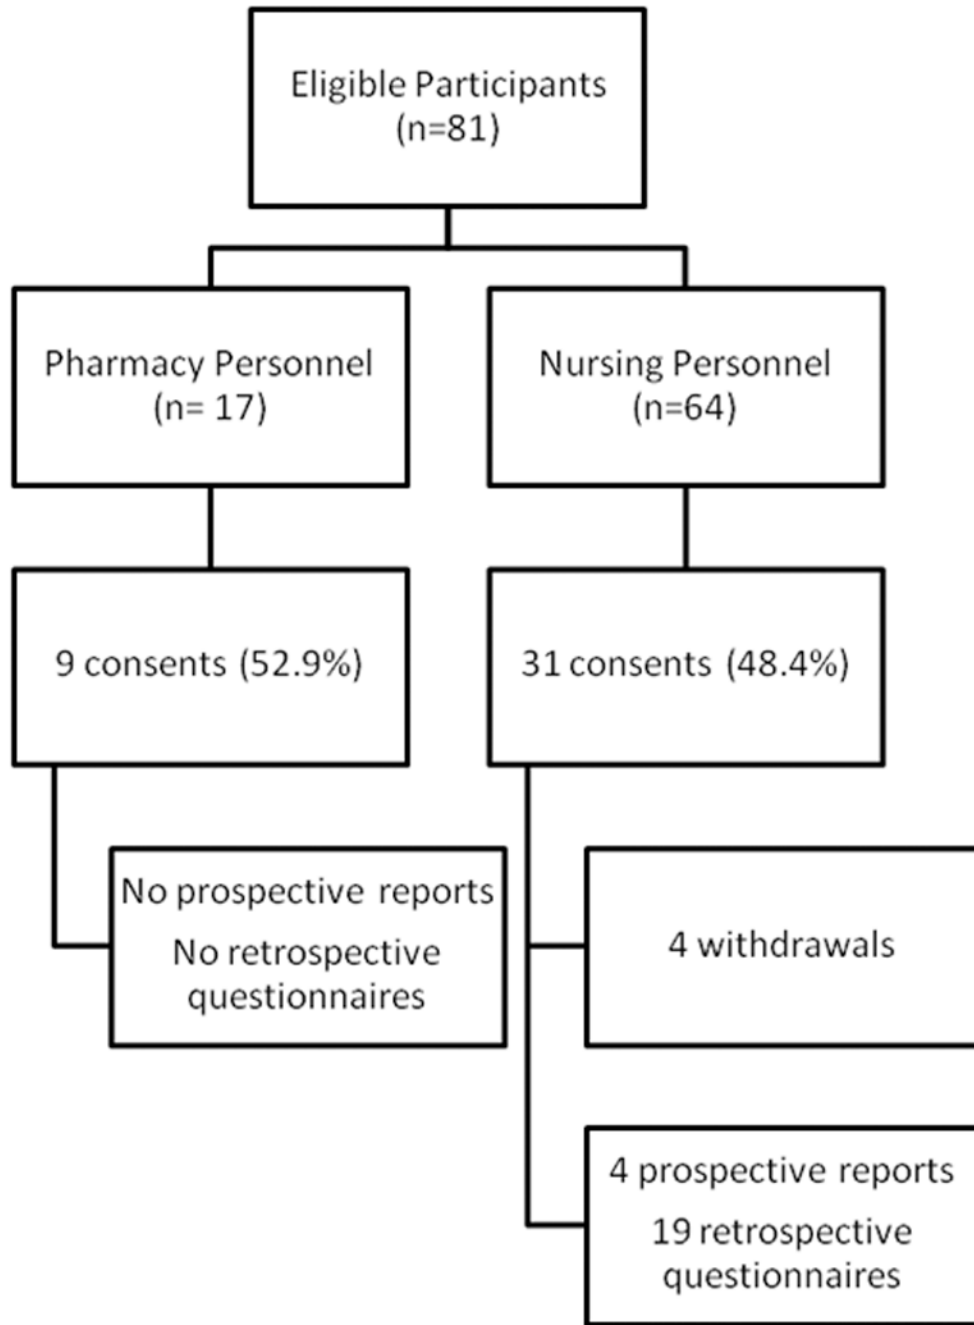 Eligible Participants
(n=81)
Pharmacy Personnel
(n= 17)
Nursing Personnel
(n=64)
9 consents (52.9%)
31 consents (48.4%)
No prospective reports
No retrospective
questionnaires
4 withdrawals
4 prospective reports
19 retrospective
questionnaires